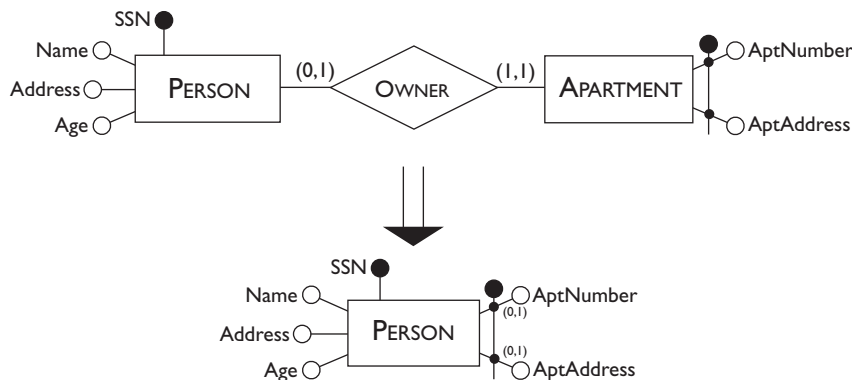 SSN
Name
Address
Age
PERSON
(0,1)
OWNER
(1,1)
APARTMENT
AptNumber
AptAddress
SSN
Name
Address
Age
PERSON
AptNumber
(0,1)
(0,1)
AptAddress